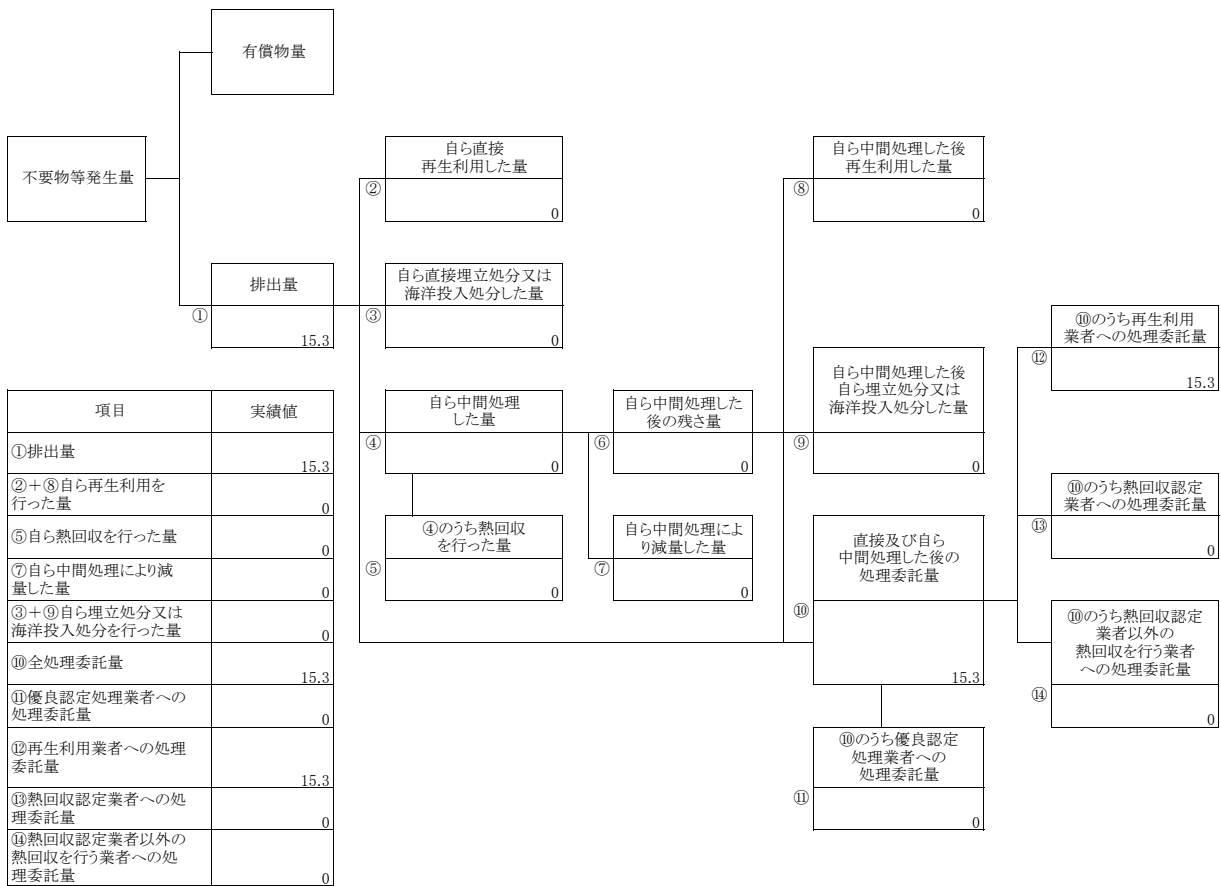 有償物量
不要物等発生量
自ら直接
再生利用した量
②
0
自ら中間処理した後
再生利用した量
⑧
0
排出量
①
15.3
自ら直接埋立処分又は
海洋投入処分した量
③
0
⑩のうち再生利用
業者への処理委託量
⑫
15.3
自ら中間処理
した量
④
0
自ら中間処理した
後の残さ量
⑥
0
自ら中間処理した後
自ら埋立処分又は
海洋投入処分した量
⑨
0
⑩のうち熱回収認定
業者への処理委託量
⑬
0
④のうち熱回収
を行った量
⑤
0
自ら中間処理によ
り減量した量
⑦
0
直接及び自ら
中間処理した後の
処理委託量
⑩
15.3
⑩のうち熱回収認定
業者以外の
熱回収を行う業者
への処理委託量
⑭
0
⑩のうち優良認定
処理業者への
処理委託量
⑪
0
項目 実績値
①排出量
15.3
②＋⑧自ら再生利用を
行った量
0
⑤自ら熱回収を行った量
0
⑦自ら中間処理により減
量した量
0
③＋⑨自ら埋立処分又は
海洋投入処分を行った量
0
⑩全処理委託量
15.3
⑪優良認定処理業者への
処理委託量
0
⑫再生利用業者への処理
委託量
15.3
⑬熱回収認定業者への処
理委託量
0
⑭熱回収認定業者以外の
熱回収を行う業者への処
理委託量
0